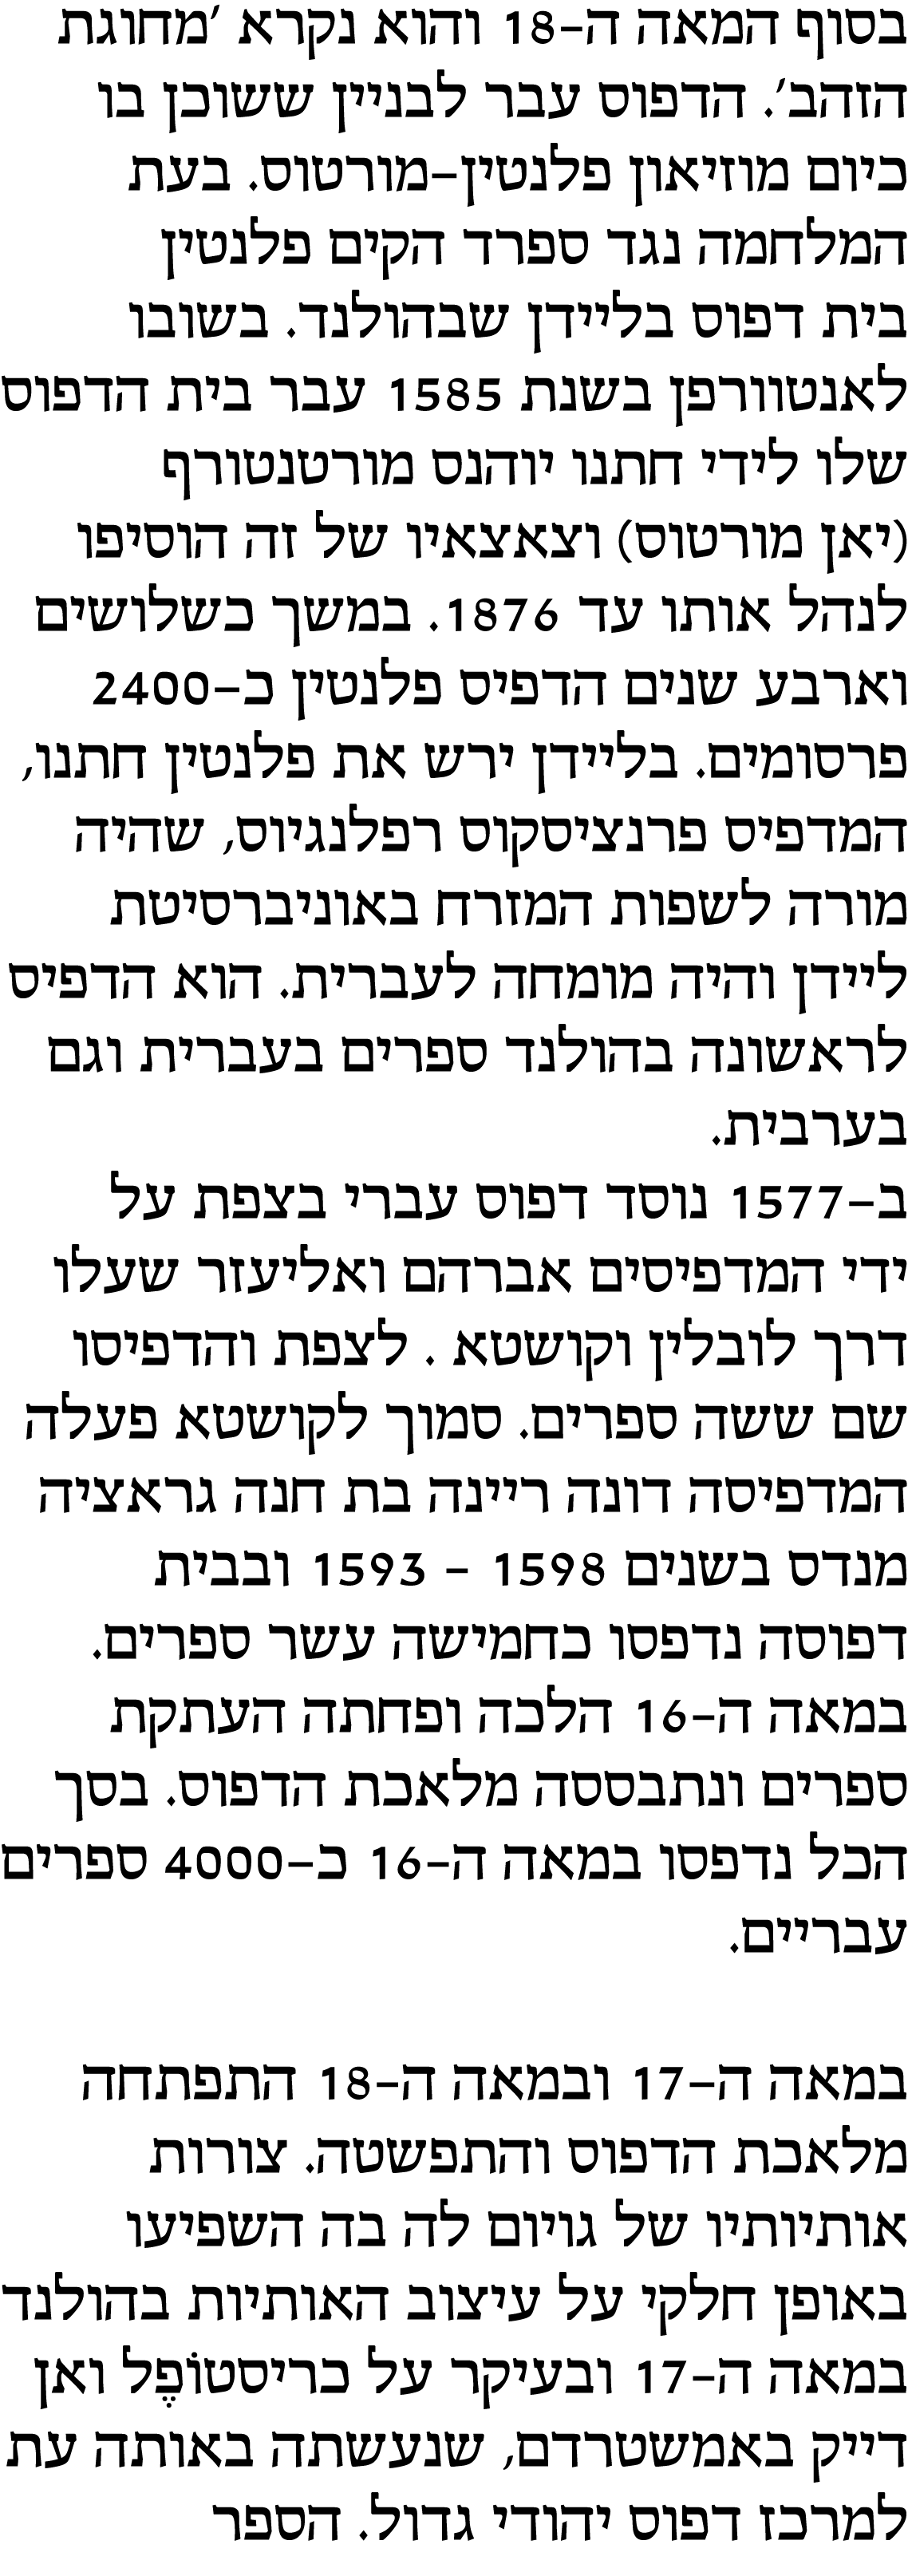 בסוף המאה ה-18 והוא נקרא 'מחוגת
הזהב'. הדפוס עבר לבניין ששוכן בו
כיום מוזיאון פלנטין-מורטוס. בעת
המלחמה נגד ספרד הקים פלנטין
בית דפוס בליידן שבהולנד. בשובו
לאנטוורפן בשנת 1585 עבר בית הדפוס
שלו לידי חתנו יוהנס מורטנטורף
(יאן מורטוס) וצאצאיו של זה הוסיפו
לנהל אותו עד 1876. במשך כשלושים
וארבע שנים הדפיס פלנטין כ-2400
פרסומים. בליידן ירש את פלנטין חתנו,
המדפיס פרנציסקוס רפלנגיוס, שהיה
מורה לשפות המזרח באוניברסיטת
ליידן והיה מומחה לעברית. הוא הדפיס
לראשונה בהולנד ספרים בעברית וגם
בערבית.
ב-1577 נוסד דפוס עברי בצפת על
ידי המדפיסים אברהם ואליעזר שעלו
דרך לובלין וקושטא . לצפת והדפיסו
שם ששה ספרים. סמוך לקושטא פעלה
המדפיסה דונה ריינה בת חנה גראציה
מנדס בשנים 1598 - 1593 ובבית
דפוסה נדפסו כחמישה עשר ספרים.
במאה ה-16 הלכה ופחתה העתקת
ספרים ונתבססה מלאכת הדפוס. בסך
הכל נדפסו במאה ה-16 כ-4000 ספרים
עבריים.
במאה ה-17 ובמאה ה-18 התפתחה
מלאכת הדפוס והתפשטה. צורות
אותיותיו של גויום לה בה השפיעו
באופן חלקי על עיצוב האותיות בהולנד
במאה ה-17 ובעיקר על כריסטוֹפֶל ואן
דייק באמשטרדם, שנעשתה באותה עת
למרכז דפוס יהודי גדול. הספר